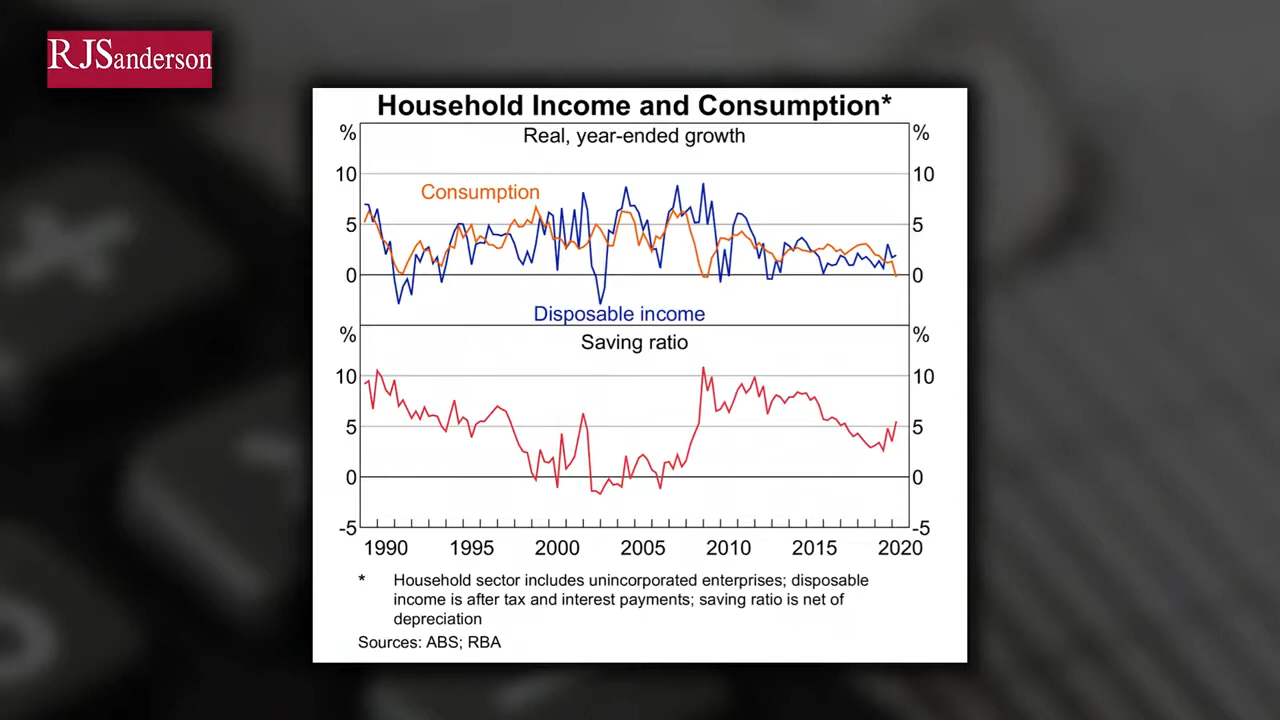 RJSanderson
Household Income and Consumption*
% Real, year-ended growth %
10 10
Consumption
5 5
0 0
Disposable income
% Saving ratio %
10 10
5 5
0 0
-5 -5
1990 1995 2000 2005 2010 2015 2020
* Household sector includes unincorporated enterprises; disposable
income is after tax and interest payments; saving ratio is net of
depreciation
Sources: ABS; RBA